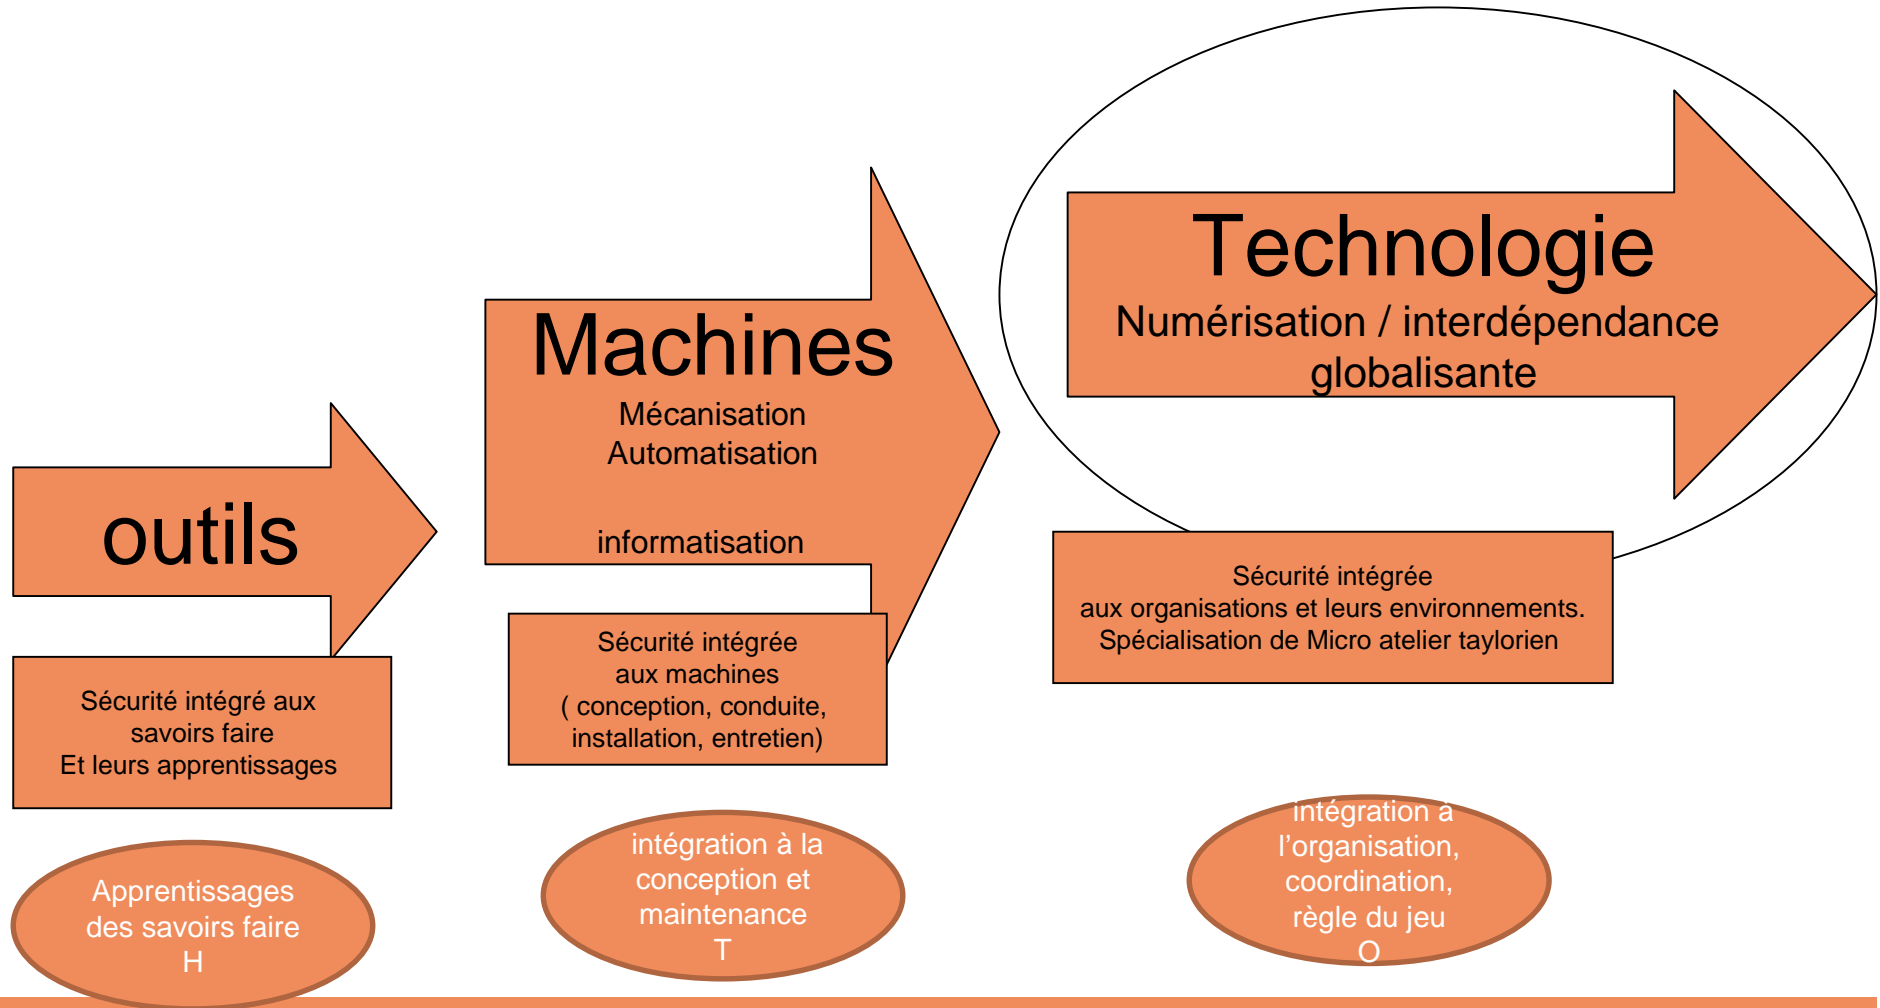 outils
Sécurité intégré aux
savoirs faire
Et leurs apprentissages
Apprentissages
des savoirs faire
H
Machines
Mécanisation
Automatisation
informatisation
Sécurité intégrée
aux machines
( conception, conduite,
installation, entretien)
intégration à la
conception et
maintenance
T
Technologie
Numérisation / interdépendance
globalisante
Sécurité intégrée
aux organisations et leurs environnements.
Spécialisation de Micro atelier taylorien
intégration à
l’organisation,
coordination,
règle du jeu
O